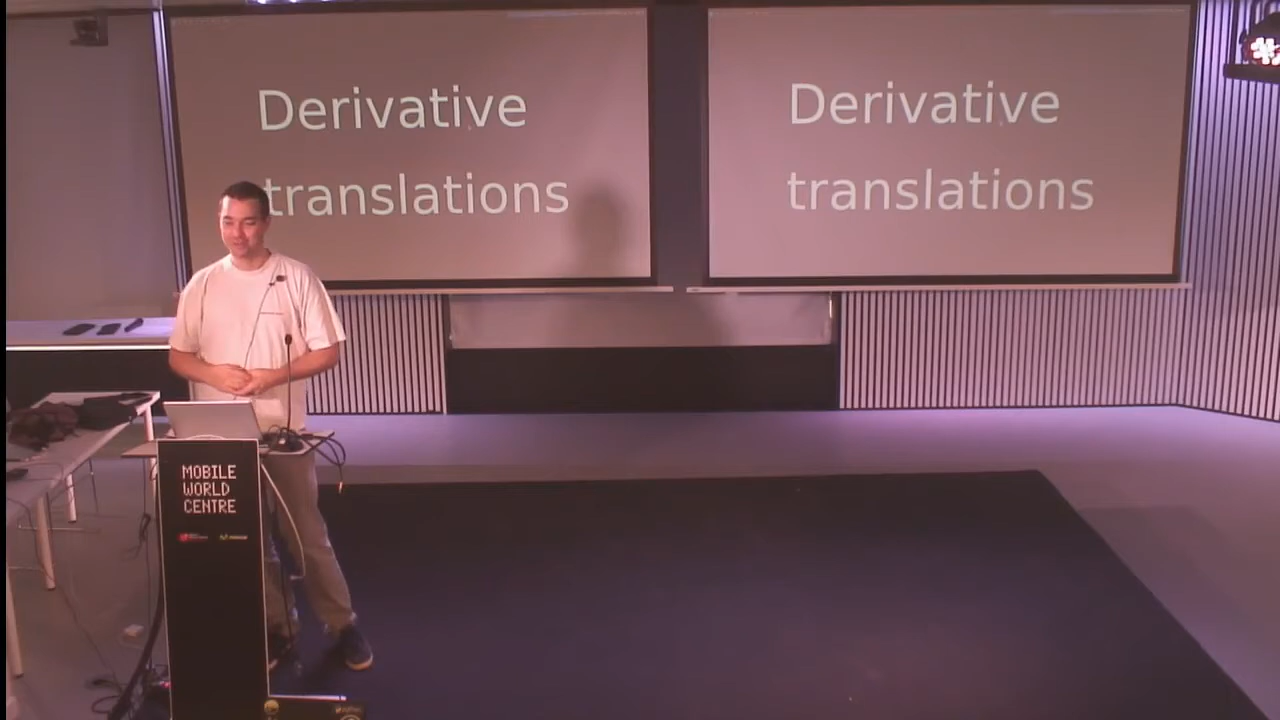 Derivative
translations
Derivative
translations
MOBILE
WORLD
CENTRE